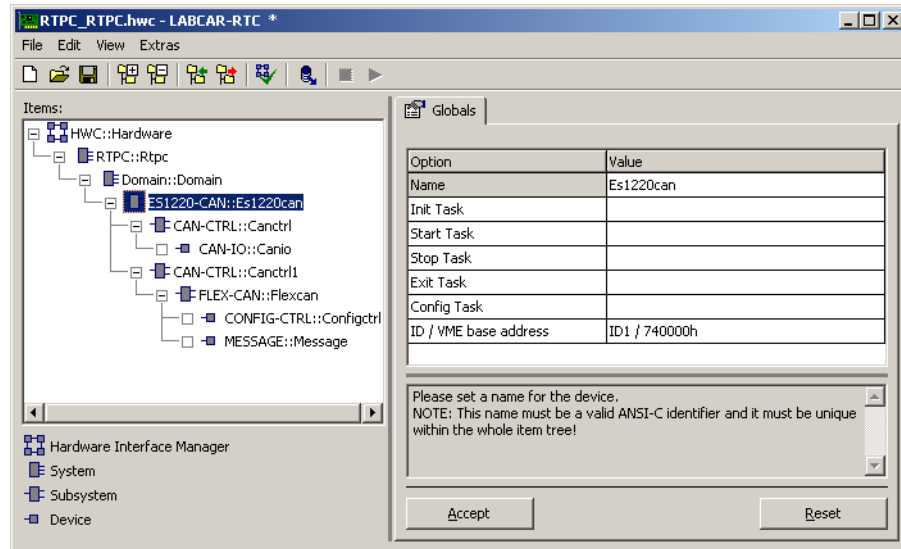 RTPC_RTPC.hwc - LABCAR-RTC *
File Edit View Extras
Items:
HWC::Hardware
RTPC::Rtpc
Domain::Domain
ES1220-CAN::Es1220can
CAN-CTRL::Canctrl
CAN-IO::Canio
CAN-CTRL::Canctrl1
FLEX-CAN::Flexcan
CONFIG-CTRL::Configctrl
MESSAGE::Message
Hardware Interface Manager
System
Subsystem
Device
Globals
Option Value
Name Es1220can
Init Task
Start Task
Stop Task
Exit Task
Config Task
ID / VME base address ID1 / 740000h
Please set a name for the device.
NOTE: This name must be a valid ANSI-C identifier and it must be unique
within the whole item tree!
Accept Reset